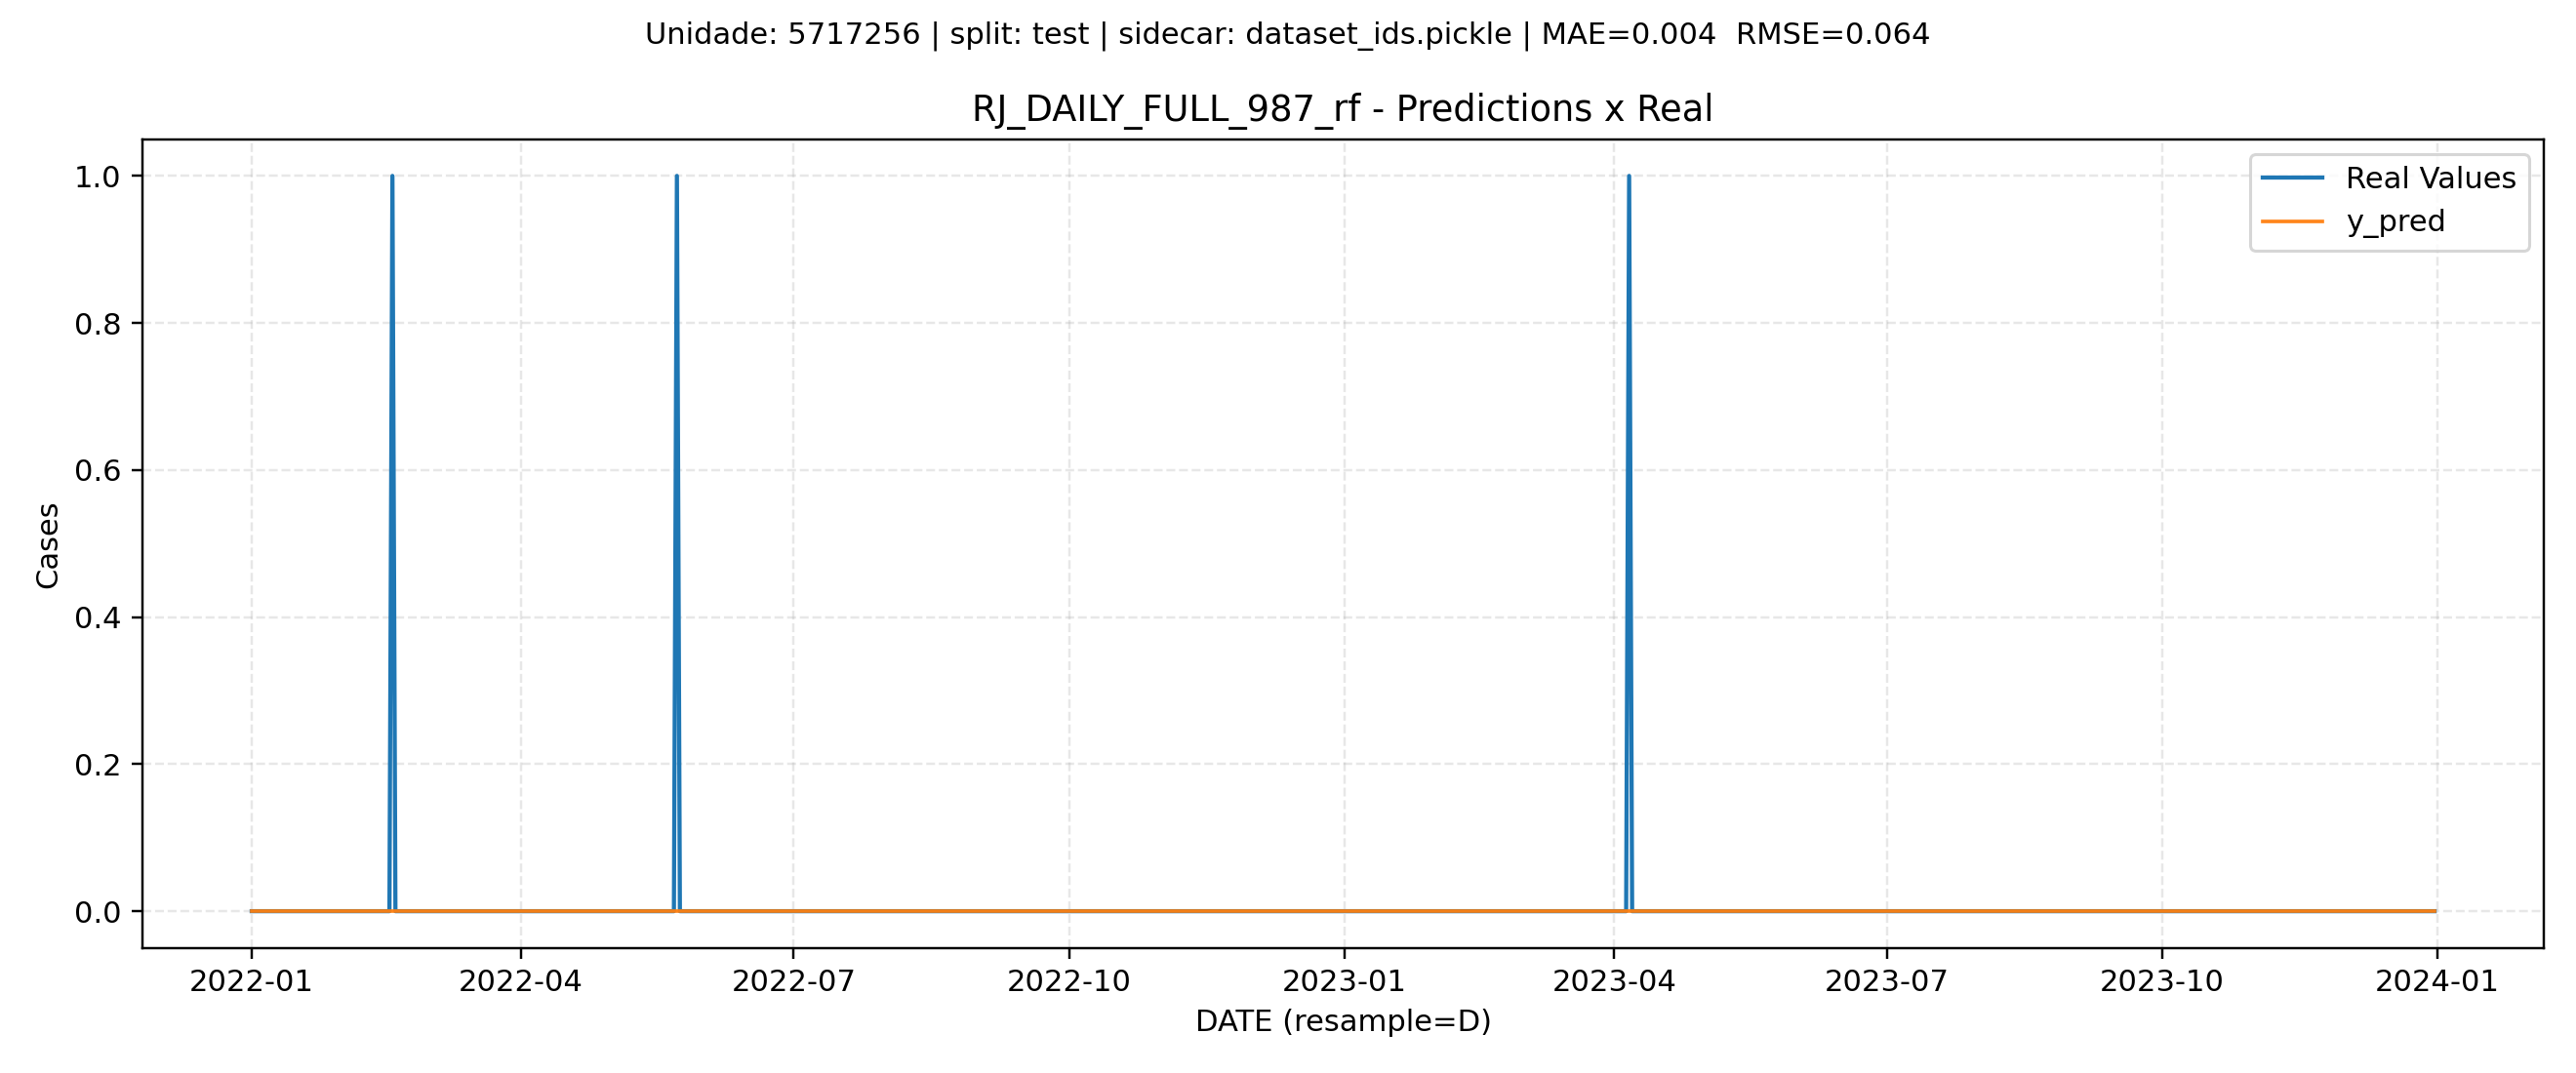 Unidade: 5717256 | split: test | sidecar: dataset_ids.pickle | MAE=0.004  RMSE=0.064
RJ_DAILY_FULL_987_rf - Predictions x Real
Real Values
y_pred
1.0
0.8
0.6
0.4
0.2
0.0
Cases
2022-01 2022-04 2022-07 2022-10 2023-01 2023-04 2023-07 2023-10 2024-01
DATE (resample=D)